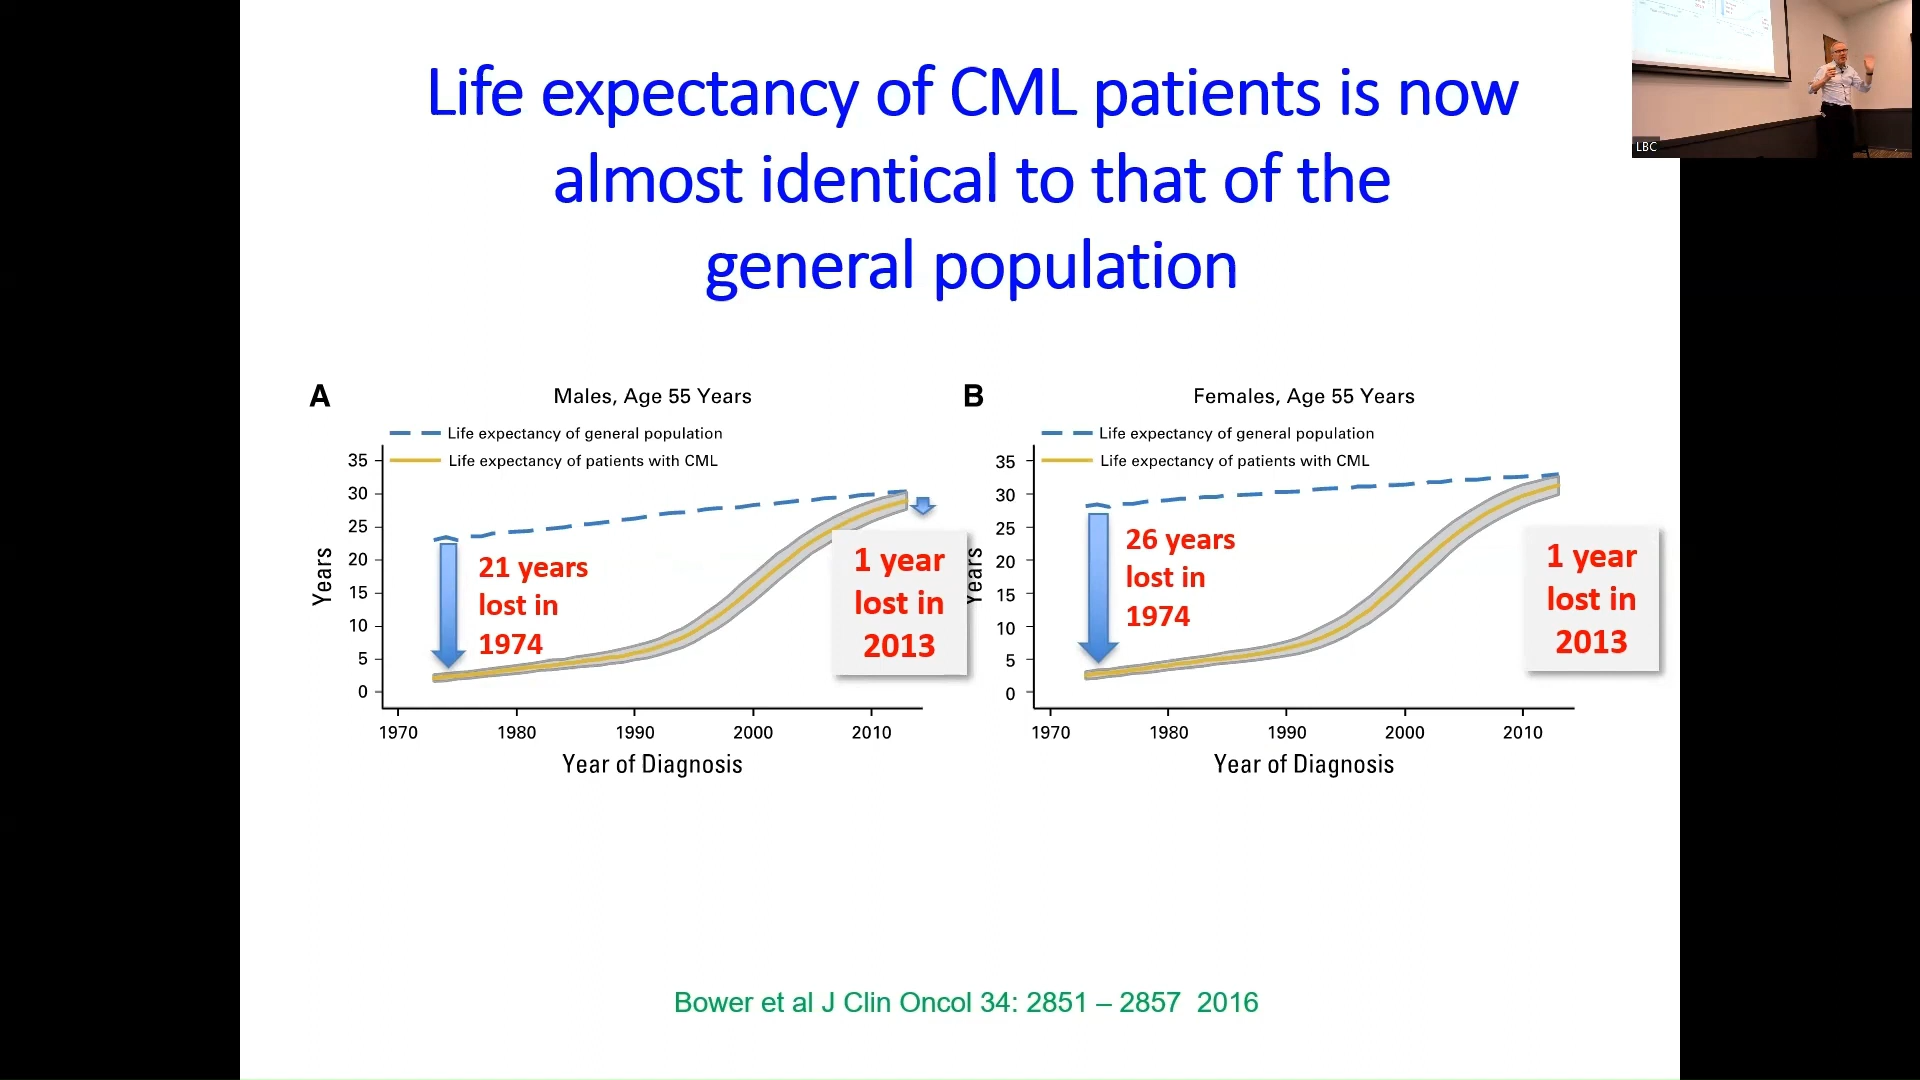 Life expectancy of CML patients is now
almost identical to that of the
general population
LBC
A
Males, Age 55 Years
Life expectancy of general population
Life expectancy of patients with CML
Years
35
30
25
20
15
10
5
0
21 years
lost in
1974
1 year
lost in
2013
1970 1980 1990 2000 2010
Year of Diagnosis
B
Females, Age 55 Years
Life expectancy of general population
Life expectancy of patients with CML
Years
35
30
25
20
15
10
5
0
26 years
lost in
1974
1 year
lost in
2013
1970 1980 1990 2000 2010
Year of Diagnosis
Bower et al J Clin Oncol 34: 2851 – 2857 2016